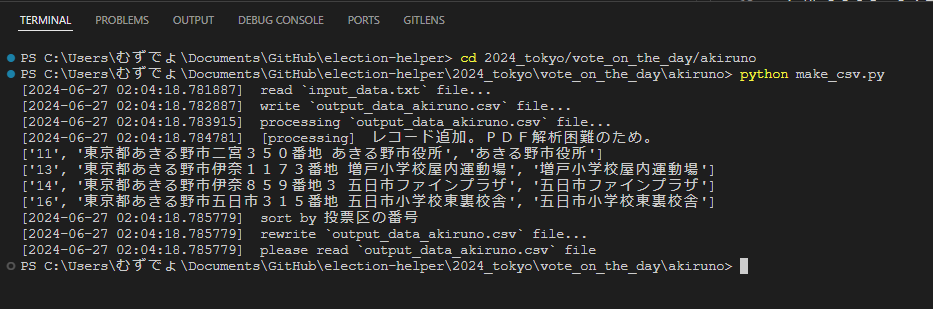 TERMINAL PROBLEMS OUTPUT DEBUG CONSOLE PORTS GITLENS
PS C:\Users\むずでょ\Documents\GitHub\election-helper> cd 2024_tokyo/vote_on_the_day/akiruno
PS C:\Users\むずでょ\Documents\GitHub\election-helper\2024_tokyo\vote_on_the_day\akiruno> python make_csv.py
[2024-06-27 02:04:18.781887] read `input_data.txt` file...
[2024-06-27 02:04:18.782887] write `output_data_akiruno.csv` file...
[2024-06-27 02:04:18.783915] processing `output_data_akiruno.csv` file...
[2024-06-27 02:04:18.784781] [processing] レコード追加。ＰＤＦ解析困難のため。
['11', '東京都あきる野市二宮３５０番地 あきる野市役所', 'あきる野市役所']
['13', '東京都あきる野市伊奈１１７３番地 増戸小学校屋内運動場', '増戸小学校屋内運動場']
['14', '東京都あきる野市伊奈８５９番地３ 五日市ファインプラザ', '五日市ファインプラザ']
['16', '東京都あきる野市五日市３１５番地 五日市小学校東裏校舎', '五日市小学校東裏校舎']
[2024-06-27 02:04:18.785779] sort by 投票区の番号
[2024-06-27 02:04:18.785779] rewrite `output_data_akiruno.csv` file...
[2024-06-27 02:04:18.785779] please read `output_data_akiruno.csv` file
PS C:\Users\むずでょ\Documents\GitHub\election-helper\2024_tokyo\vote_on_the_day\akiruno>